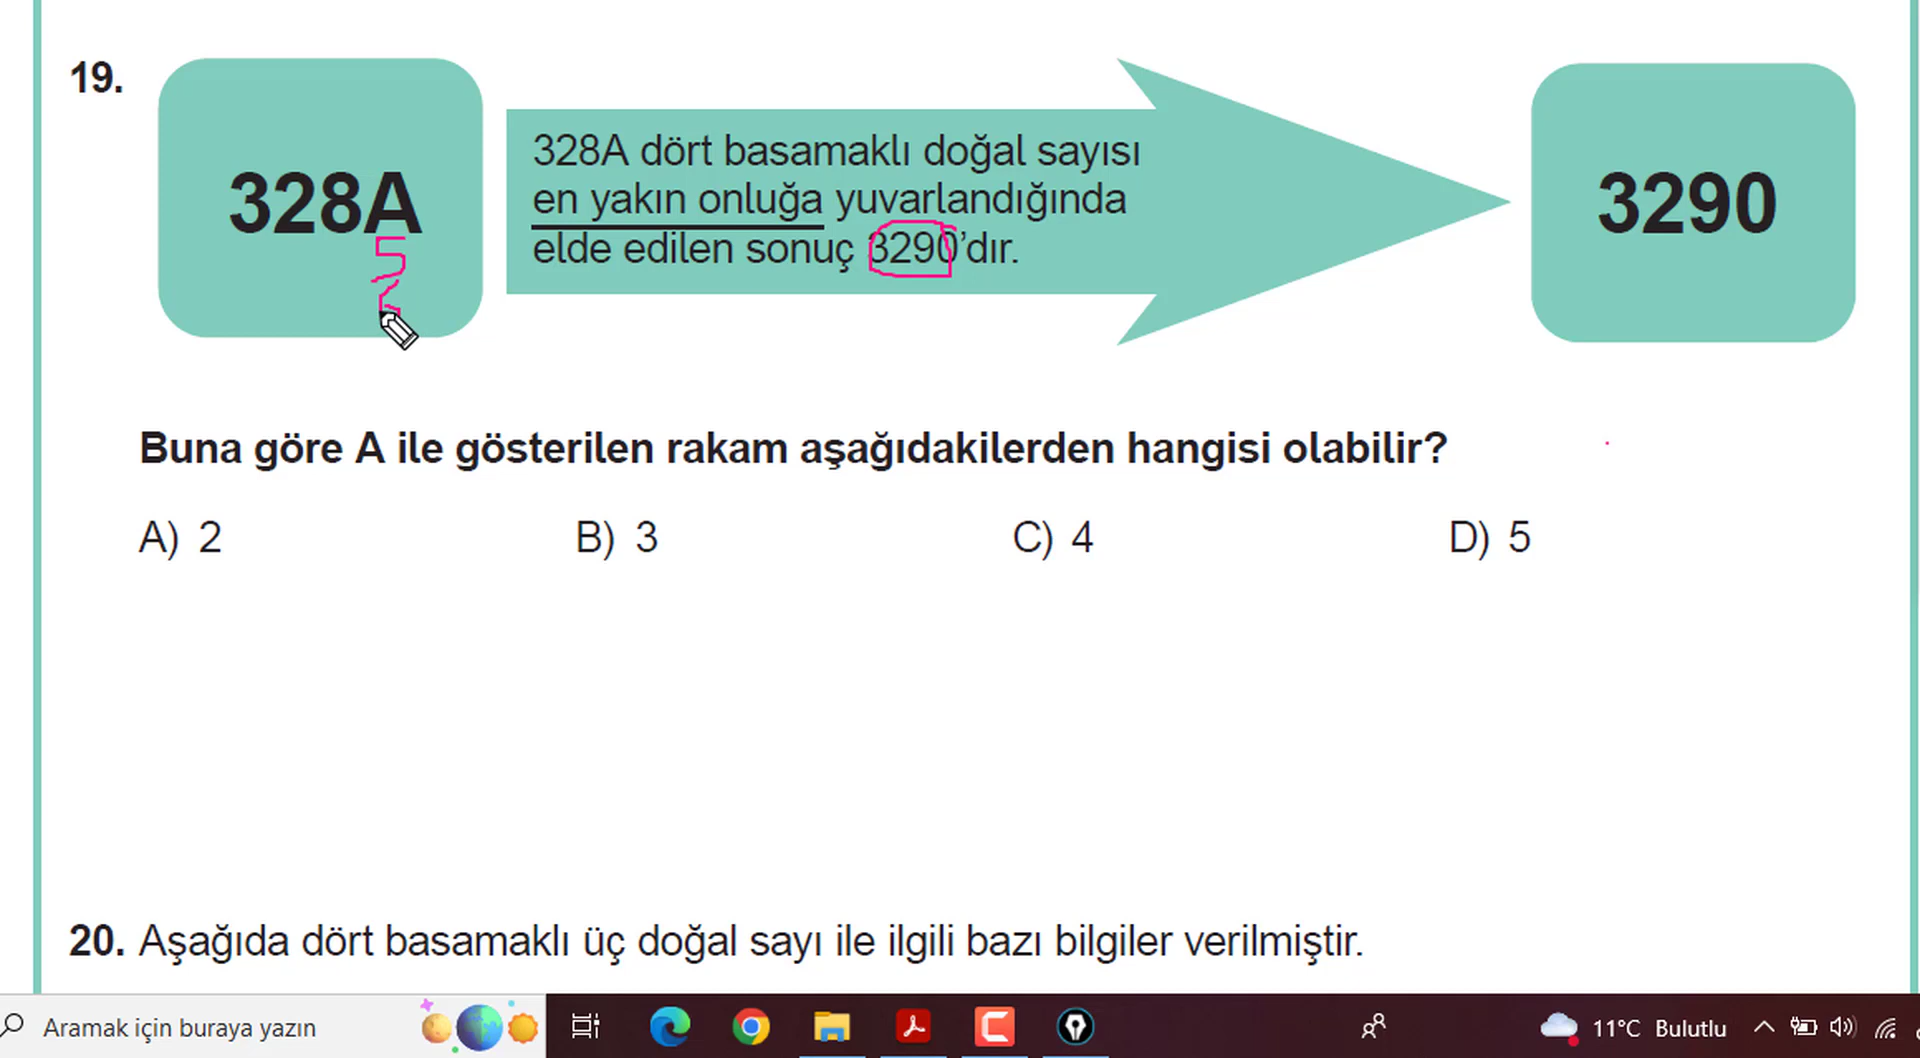 19.
328A
328A dört basamaklı doğal sayısı
en yakın onluğa yuvarlandığında
elde edilen sonuç 3290’dır.
3290
5
Buna göre A ile gösterilen rakam aşağıdakilerden hangisi olabilir?
A) 2
B) 3
C) 4
D) 5
20. Aşağıda dört basamaklı üç doğal sayı ile ilgili bazı bilgiler verilmiştir.
Aramak için buraya yazın
11°C Bulutlu